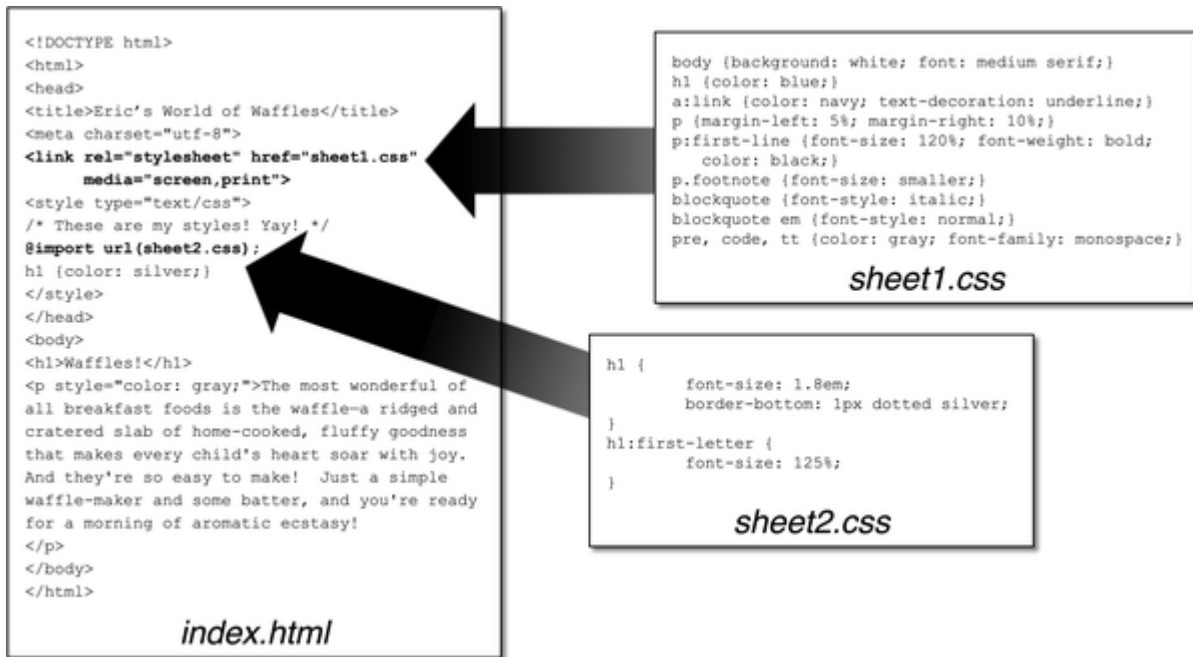 <!DOCTYPE html>
<html>
<head>
<title>Eric’s World of Waffles</title>
<meta charset="utf-8">
<link rel="stylesheet" href="sheet1.css"
media="screen,print">
<style type="text/css">
/* These are my styles! Yay! */
@import url(sheet2.css);
h1 {color: silver;}
</style>
</head>
<body>
<h1>Waffles!</h1>
<p style="color: gray;">The most wonderful of
all breakfast foods is the waffle—a ridged and
cratered slab of home-cooked, fluffy goodness
that makes every child's heart soar with joy.
And they're so easy to make!  Just a simple
waffle-maker and some batter, and you're ready
for a morning of aromatic ecstasy!
</p>
</body>
</html>
index.html
body {background: white; font: medium serif;}
h1 {color: blue;}
a:link {color: navy; text-decoration: underline;}
p {margin-left: 5%; margin-right: 10%;}
p:first-line {font-size: 120%; font-weight: bold;
color: black;}
p.footnote {font-size: smaller;}
blockquote {font-style: italic;}
blockquote em {font-style: normal;}
pre, code, tt {color: gray; font-family: monospace;}
sheet1.css
h1 {
font-size: 1.8em;
border-bottom: 1px dotted silver;
}
h1:first-letter {
font-size: 125%;
}
sheet2.css